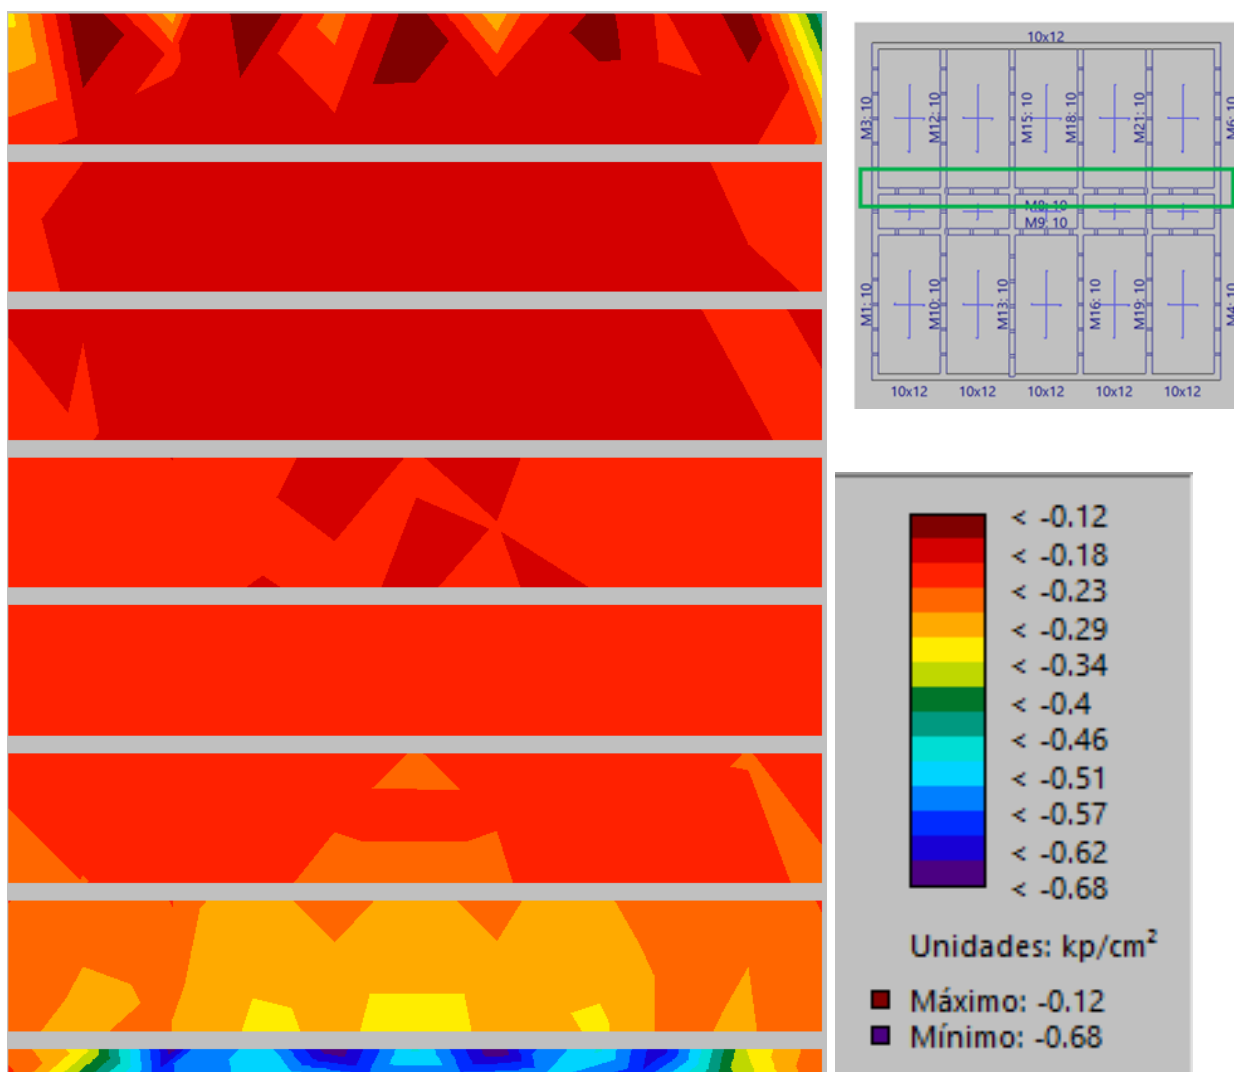 10x12
M3: 10
M12: 10
M15: 10
M18: 10
M21: 10
M6: 10
M8: 10
M9: 10
M1: 10
M10: 10
M13: 10
M16: 10
M19: 10
M4: 10
10x12 10x12 10x12 10x12 10x12
< -0.12
< -0.18
< -0.23
< -0.29
< -0.34
< -0.4
< -0.46
< -0.51
< -0.57
< -0.62
< -0.68
Unidades: kp/cm²
Máximo: -0.12
Mínimo: -0.68